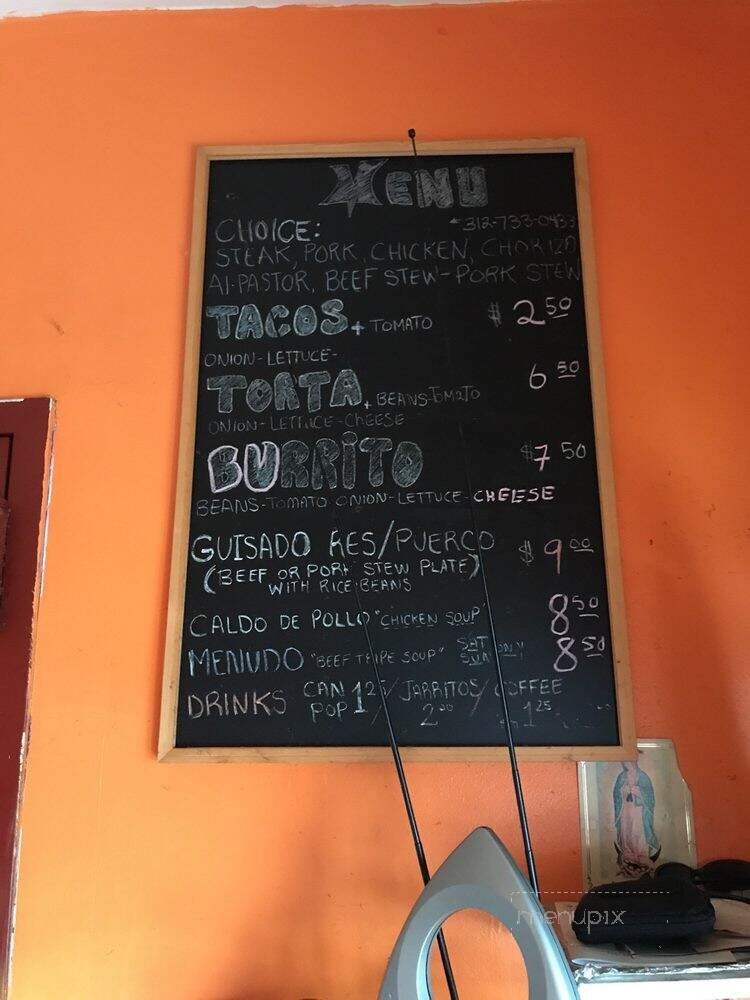 MENU
CHOICE: 312-733-0433
STEAK, PORK, CHICKEN, CHORIZO
Al-PASTOR, BEEF STEW-PORK STEW
TACOS + TOMATO $ 2 50
ONION-LETTUCE-
TORTA + BEANS-TOMATO 6 50
ONION-LETTUCE-CHEESE
BURRITO $7 50
BEANS-TOMATO ONION-LETTUCE-CHEESE
GUISADO RES/PUERCO $ 9 00
(BEEF OR PORK STEW PLATE)
WITH RICE BEANS
CALDO DE POLLO "CHICKEN SOUP" 8 50
MENUDO "BEEF TRIPE SOUP" SAT SUN ONLY 8 50
DRINKS CAN POP 1 25 / JARRITOS 2 00 / COFFEE 1 25
menupix